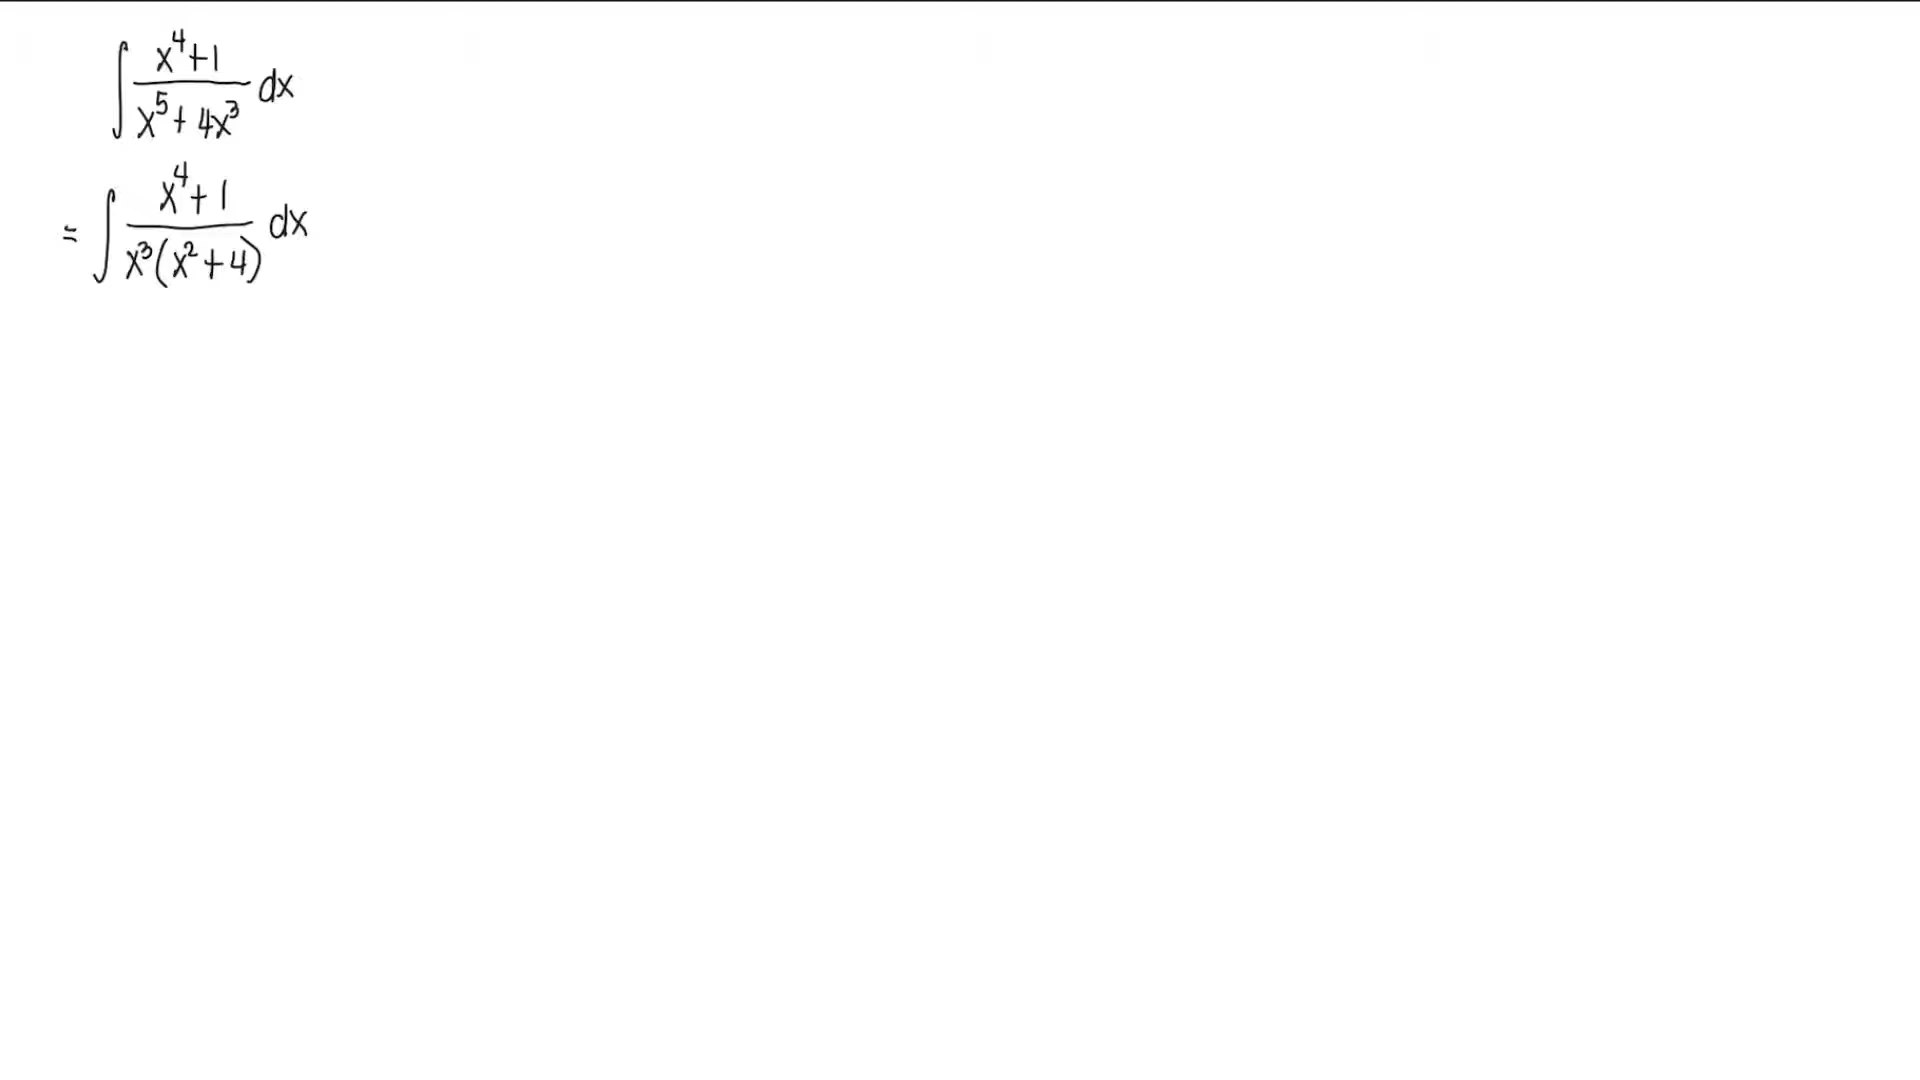 ∫ x⁴+1 / x⁵ + 4x³ dx
= ∫ x⁴+1 / x³(x²+4) dx